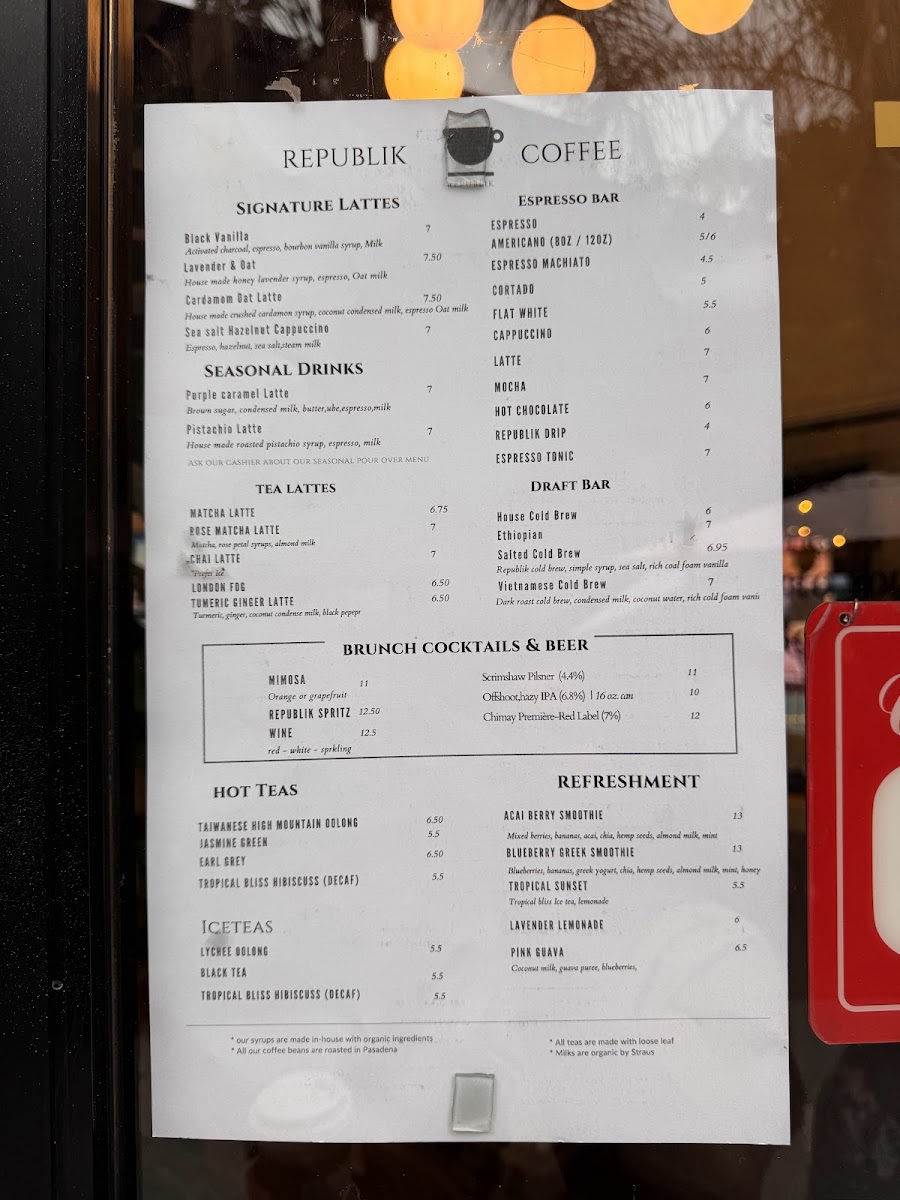 REPUBLIK COFFEE
SIGNATURE LATTES
Black Vanilla 7
Activated charcoal, espresso, bourbon vanilla syrup, Milk
Lavender & Oat 7.50
House made honey lavender syrup, espresso, Oat milk
Cardamom Oat Latte 7.50
House made crushed cardamon syrup, coconut condensed milk, espresso Oat milk
Sea salt Hazelnut Cappuccino 7
Espresso, hazelnut, sea salt,steam milk
SEASONAL DRINKS
Purple caramel Latte 7
Brown sugar, condensed milk, butter,ube,espresso,milk
Pistachio Latte 7
House made roasted pistachio syrup, espresso, milk
ASK OUR CASHIER ABOUT OUR SEASONAL POUR OVER MENU
TEA LATTES
MATCHA LATTE 6.75
ROSE MATCHA LATTE 7
Matcha, rose petal syrups, almond milk
CHAI LATTE 7
LONDON FOG 6.50
TUMERIC GINGER LATTE 6.50
Turmeric, ginger, coconut condense milk, black pepepr
ESPRESSO BAR
ESPRESSO 4
AMERICANO (8OZ / 12OZ) 5/6
ESPRESSO MACHIATO 4.5
CORTADO 5
FLAT WHITE 5.5
CAPPUCCINO 6
LATTE 7
MOCHA 7
HOT CHOCOLATE 6
REPUBLIK DRIP 4
ESPRESSO TONIC 7
DRAFT BAR
House Cold Brew 6
Ethiopian 7
Salted Cold Brew 6.95
Republik cold brew, simple syrup, sea salt, rich coal foam vanilla
Vietnamese Cold Brew 7
Dark roast cold brew, condensed milk, coconut water, rich cold foam vanis
BRUNCH COCKTAILS & BEER
MIMOSA 11
Orange or grapefruit
REPUBLIK SPRITZ 12.50
WINE 12.5
red - white - sprkling
Scrimshaw Pilsner (4.4%) 11
Offshoot,hazy IPA (6.8%) | 16 oz. can 10
Chimay Première-Red Label (7%) 12
HOT TEAS
TAIWANESE HIGH MOUNTAIN OOLONG 6.50
JASMINE GREEN 5.5
EARL GREY 6.50
TROPICAL BLISS HIBISCUSS (DECAF) 5.5
ICETEAS
LYCHEE OOLONG 5.5
BLACK TEA 5.5
TROPICAL BLISS HIBISCUSS (DECAF) 5.5
REFRESHMENT
ACAI BERRY SMOOTHIE 13
Mixed berries, bananas, acai, chia, hemp seeds, almond milk, mint
BLUEBERRY GREEK SMOOTHIE 13
Blueberries, bananas, greek yogurt, chia, hemp seeds, almond milk, mint, honey
TROPICAL SUNSET 5.5
Tropical bliss Ice tea, lemonade
LAVENDER LEMONADE 6
PINK GUAVA 6.5
Coconut milk, guava puree, blueberries,
* our syrups are made in-house with organic ingredients
* All our coffee beans are roasted in Pasadena
* All teas are made with loose leaf
* Milks are organic by Straus